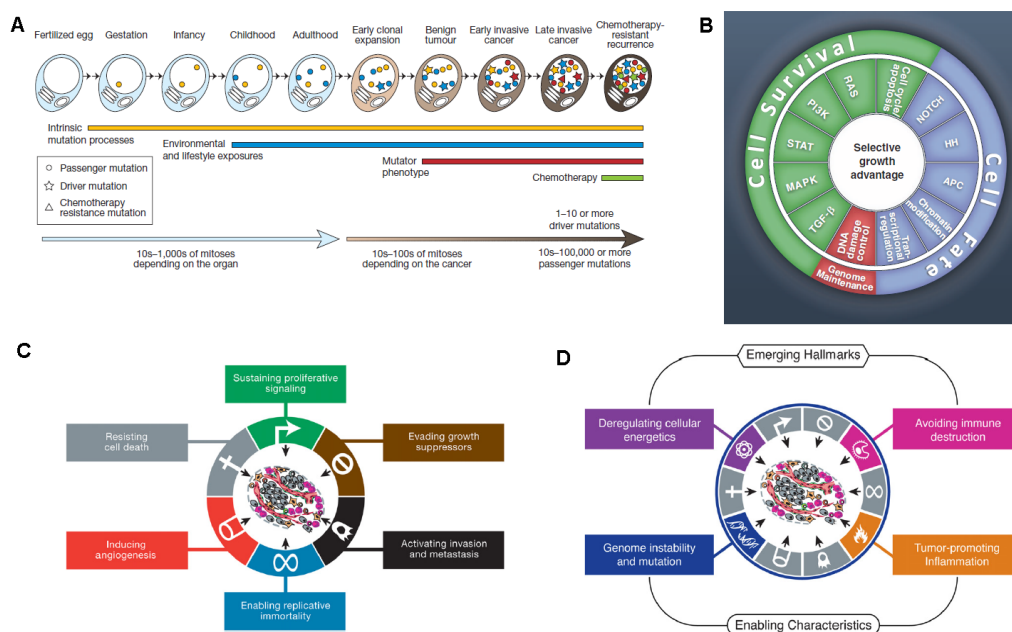 A
Fertilized egg
Gestation
Infancy
Childhood
Adulthood
Early clonal
expansion
Benign
tumour
Early invasive
cancer
Late invasive
cancer
Chemotherapy-
resistant
recurrence
Intrinsic
mutation processes
Environmental
and lifestyle exposures
Mutator
phenotype
Chemotherapy
Passenger mutation
Driver mutation
Chemotherapy
resistance mutation
10s–1,000s of mitoses
depending on the organ
10s–100s of mitoses
depending on the cancer
1–10 or more
driver mutations
10s–100,000 or more
passenger mutations
B
Cell Survival
Cell Fate
Genome
Maintenance
Selective
growth
advantage
Cell cycle/
apoptosis
RAS
PI3K
STAT
MAPK
TGF-β
DNA
damage
control
Tran-
scriptional
regulation
Chromatin
modification
APC
HH
NOTCH
C
Sustaining proliferative
signaling
Resisting
cell death
Evading growth
suppressors
Inducing
angiogenesis
Activating invasion
and metastasis
Enabling replicative
immortality
D
Emerging Hallmarks
Deregulating cellular
energetics
Avoiding immune
destruction
Genome instability
and mutation
Tumor-promoting
Inflammation
Enabling Characteristics